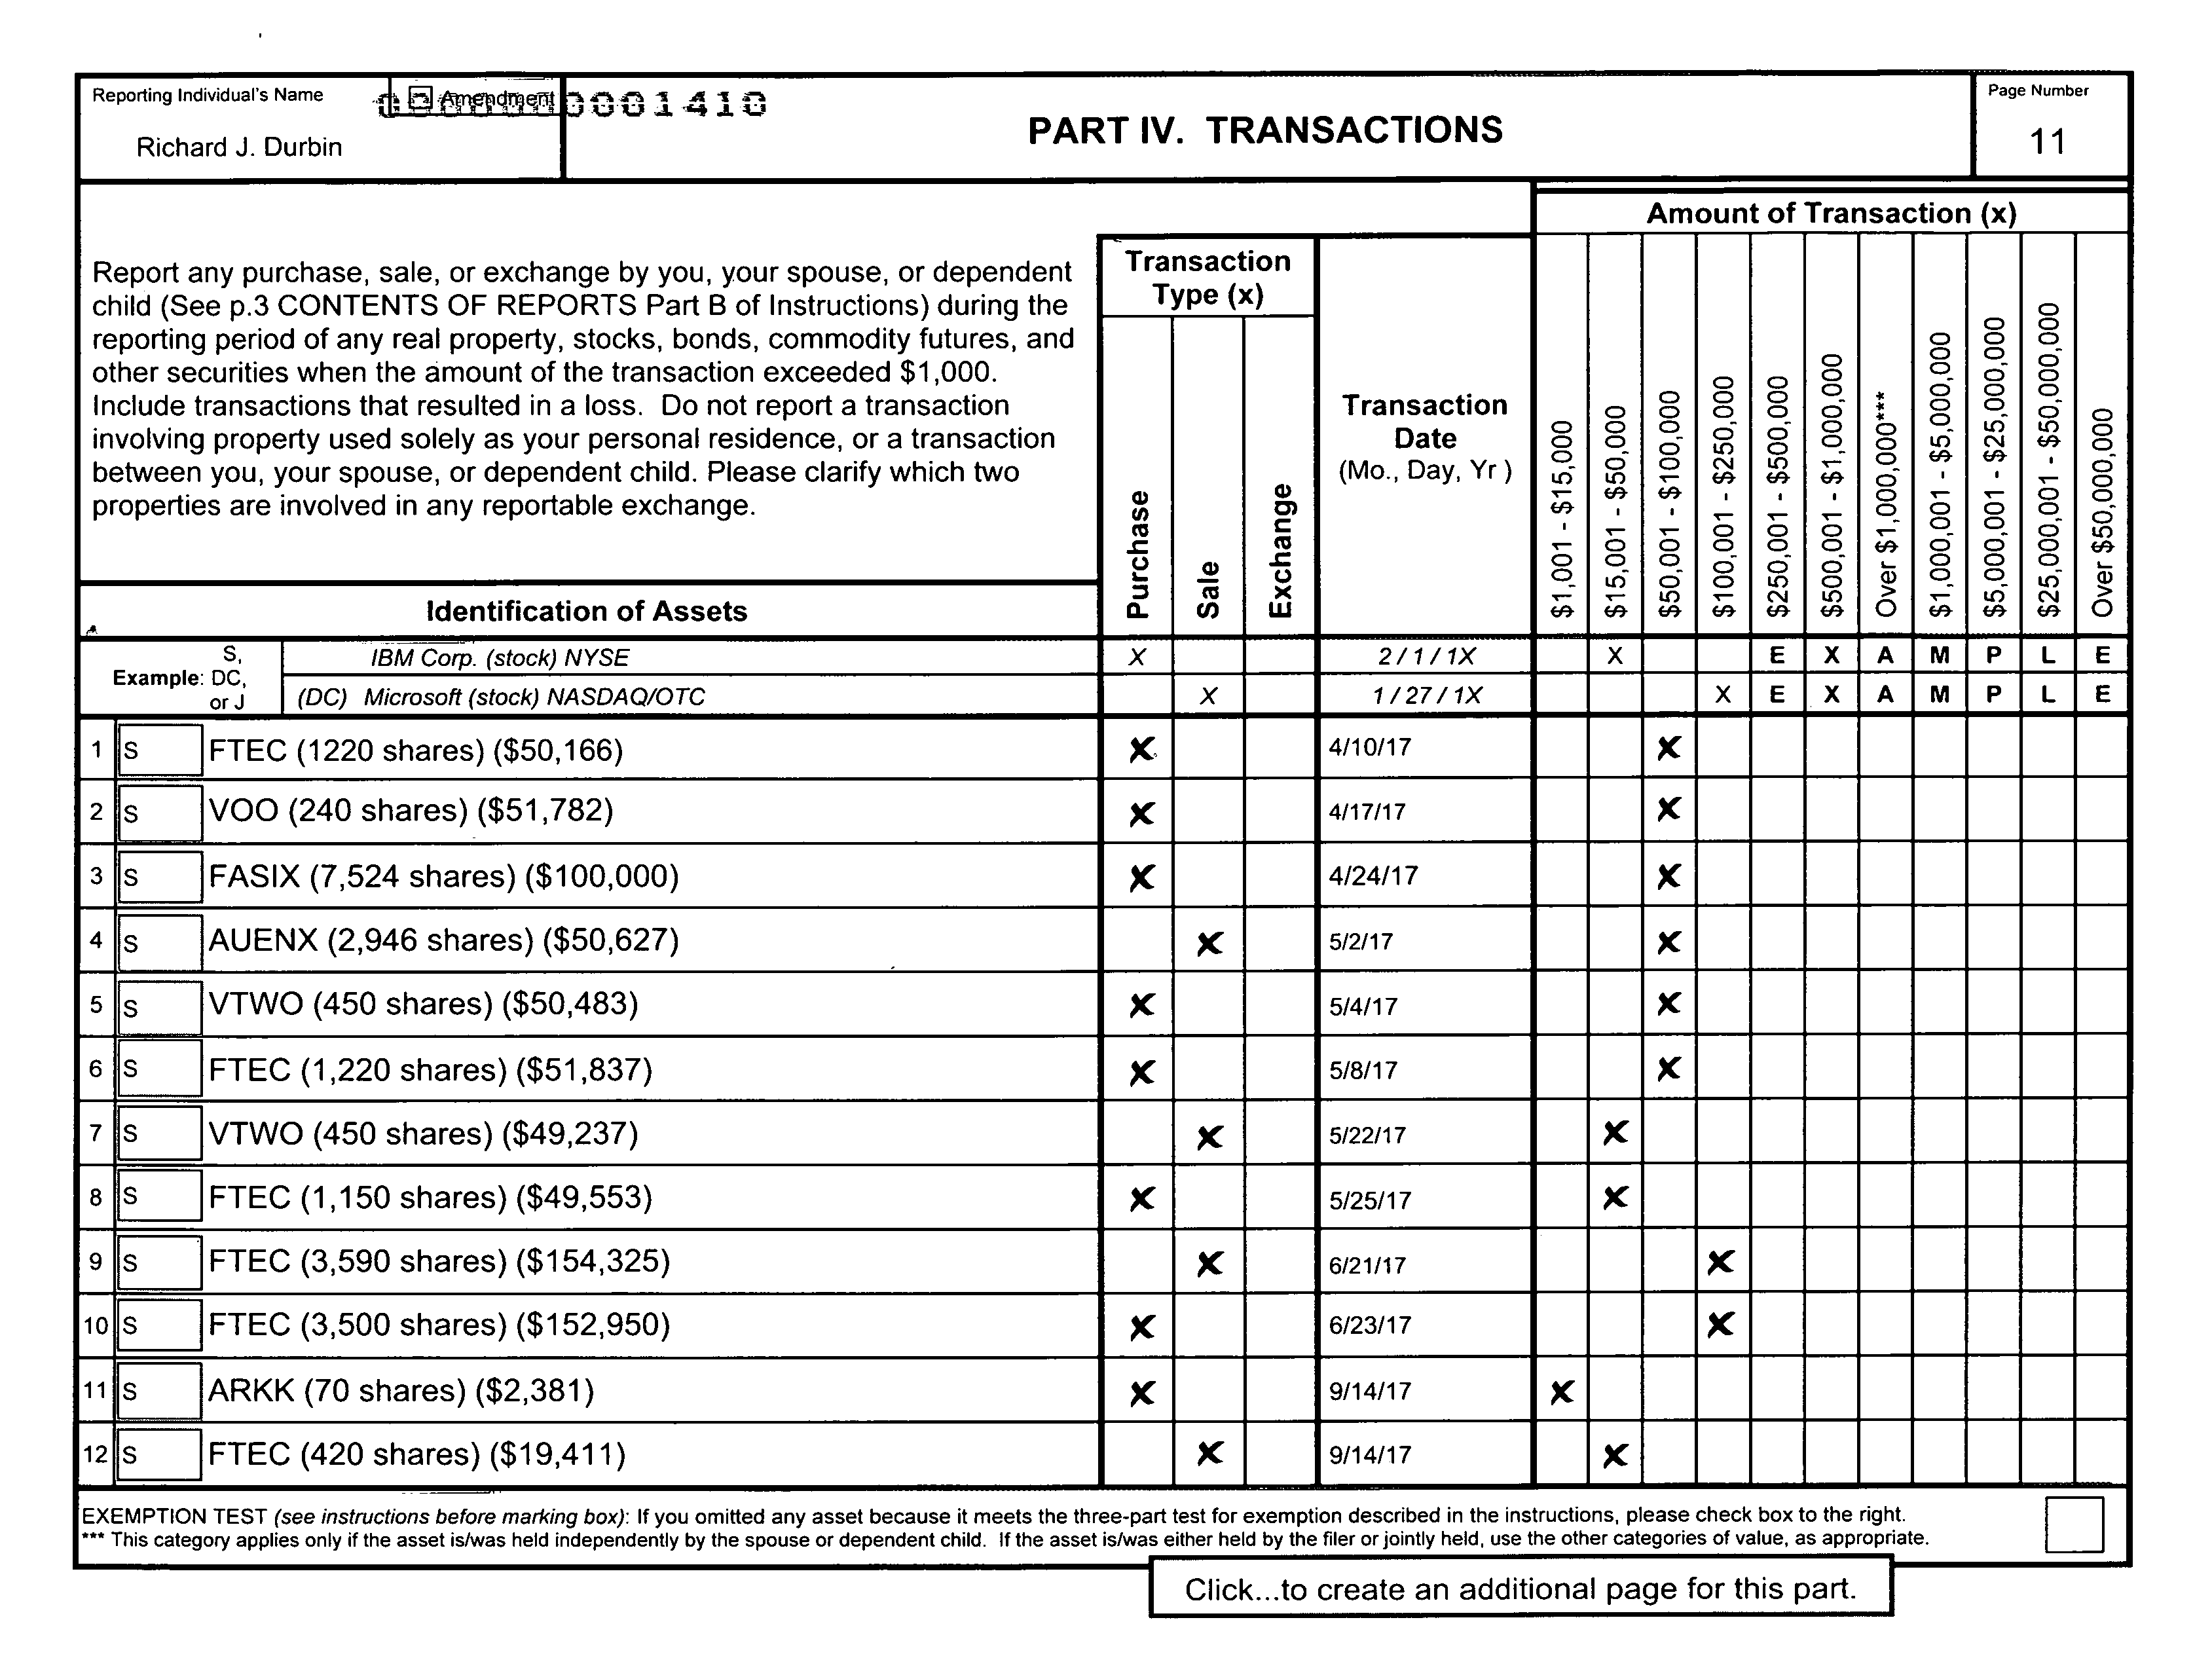 Reporting Individual's Name
Amendment
0001410
Richard J. Durbin
PART IV. TRANSACTIONS
Page Number
11
Report any purchase, sale, or exchange by you, your spouse, or dependent
child (See p.3 CONTENTS OF REPORTS Part B of Instructions) during the
reporting period of any real property, stocks, bonds, commodity futures, and
other securities when the amount of the transaction exceeded $1,000.
Include transactions that resulted in a loss. Do not report a transaction
involving property used solely as your personal residence, or a transaction
between you, your spouse, or dependent child. Please clarify which two
properties are involved in any reportable exchange.
Identification of Assets
Transaction
Type (x)
Purchase
Sale
Exchange
Transaction
Date
(Mo., Day, Yr )
Amount of Transaction (x)
$1,001 - $15,000
$15,001 - $50,000
$50,001 - $100,000
$100,001 - $250,000
$250,001 - $500,000
$500,001 - $1,000,000
Over $1,000,000***
$1,000,001 - $5,000,000
$5,000,001 - $25,000,000
$25,000,001 - $50,000,000
Over $50,000,000
Example: S, DC, or J
IBM Corp. (stock) NYSE X 2 / 1 / 1X X E X A M P L E
(DC) Microsoft (stock) NASDAQ/OTC X 1 / 27 / 1X X E X A M P L E
1 S FTEC (1220 shares) ($50,166) X 4/10/17 X
2 S VOO (240 shares) ($51,782) X 4/17/17 X
3 S FASIX (7,524 shares) ($100,000) X 4/24/17 X
4 S AUENX (2,946 shares) ($50,627) X 5/2/17 X
5 S VTWO (450 shares) ($50,483) X 5/4/17 X
6 S FTEC (1,220 shares) ($51,837) X 5/8/17 X
7 S VTWO (450 shares) ($49,237) X 5/22/17 X
8 S FTEC (1,150 shares) ($49,553) X 5/25/17 X
9 S FTEC (3,590 shares) ($154,325) X 6/21/17 X
10 S FTEC (3,500 shares) ($152,950) X 6/23/17 X
11 S ARKK (70 shares) ($2,381) X 9/14/17 X
12 S FTEC (420 shares) ($19,411) X 9/14/17 X
EXEMPTION TEST (see instructions before marking box): If you omitted any asset because it meets the three-part test for exemption described in the instructions, please check box to the right.
*** This category applies only if the asset is/was held independently by the spouse or dependent child. If the asset is/was either held by the filer or jointly held, use the other categories of value, as appropriate.
Click...to create an additional page for this part.